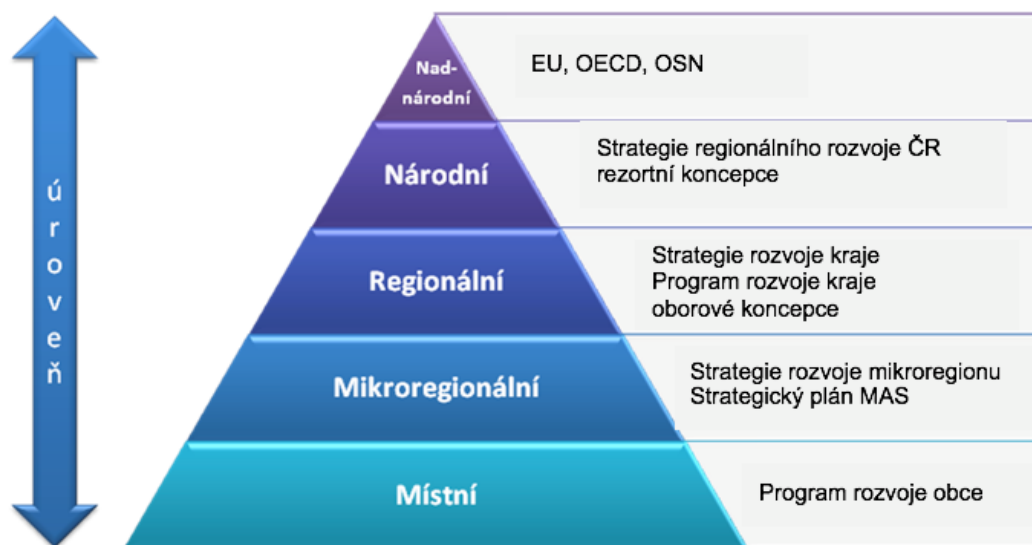 úroveň
Nad-
národní
EU, OECD, OSN
Národní
Strategie regionálního rozvoje ČR
rezortní koncepce
Regionální
Strategie rozvoje kraje
Program rozvoje kraje
oborové koncepce
Mikroregionální
Strategie rozvoje mikroregionu
Strategický plán MAS
Místní
Program rozvoje obce